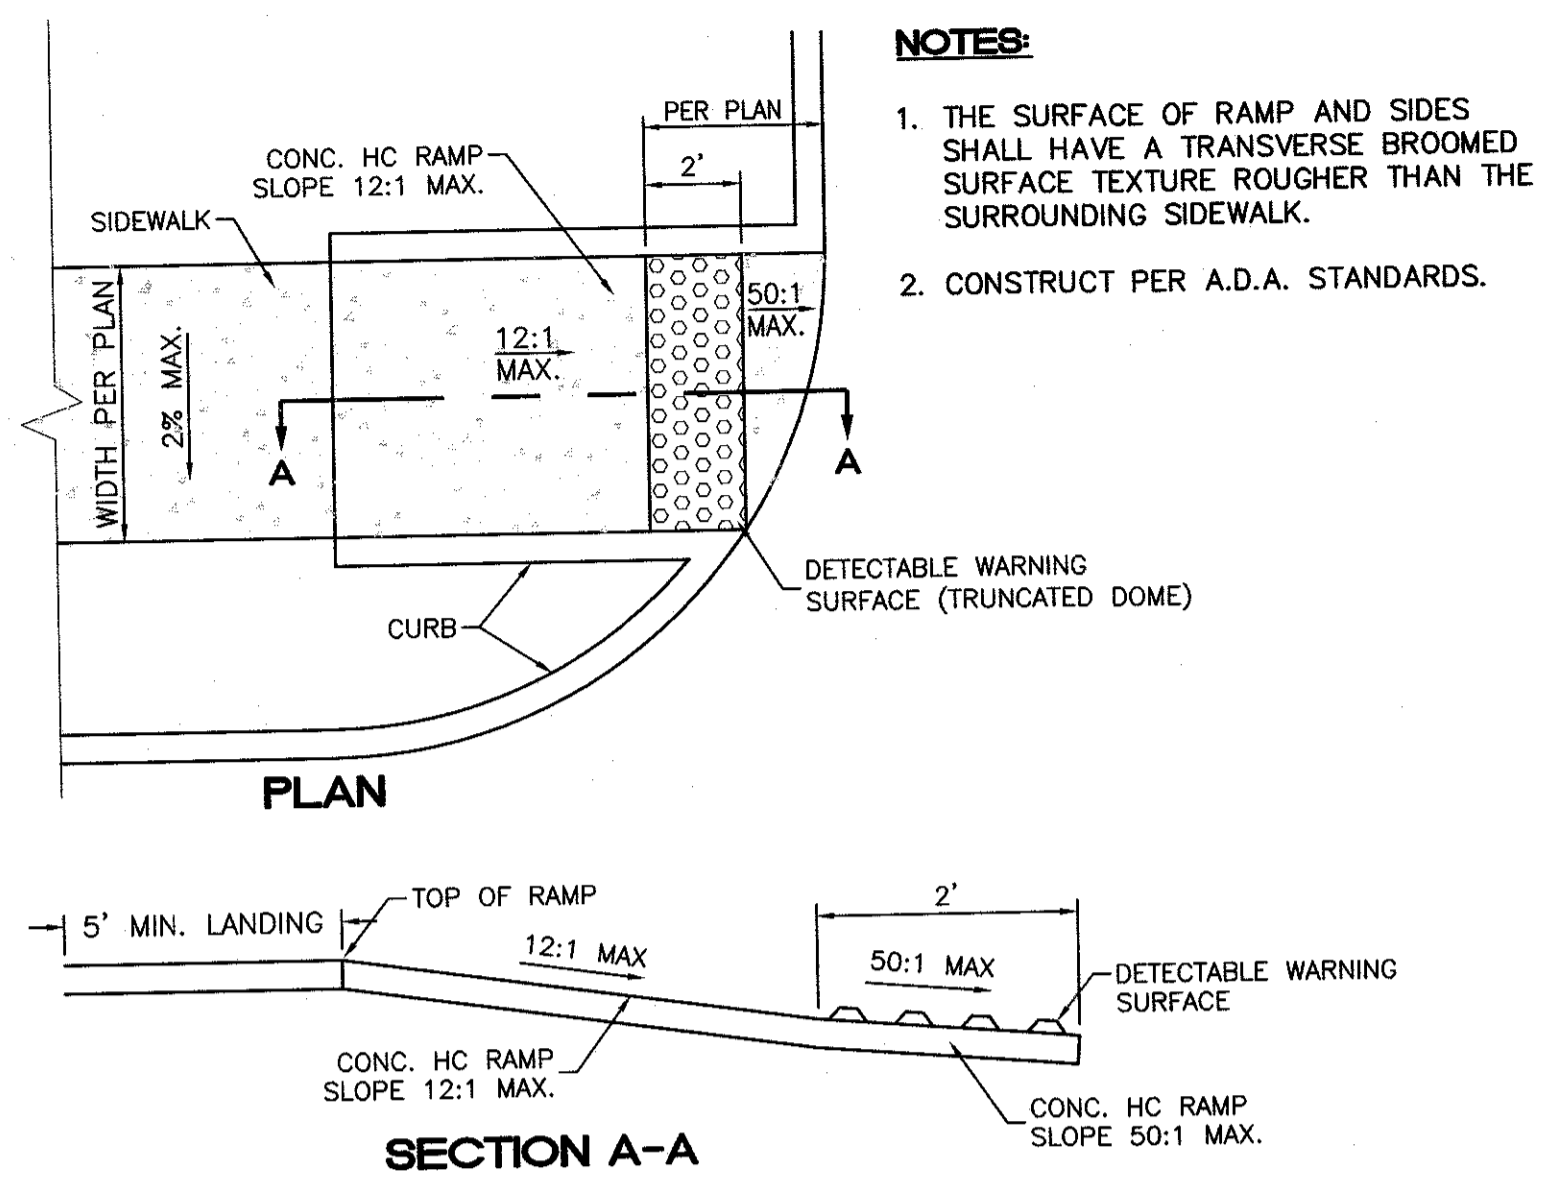 NOTES:
1. THE SURFACE OF RAMP AND SIDES
SHALL HAVE A TRANSVERSE BROOMED
SURFACE TEXTURE ROUGHER THAN THE
SURROUNDING SIDEWALK.
2. CONSTRUCT PER A.D.A. STANDARDS.
PER PLAN
2'
CONC. HC RAMP
SLOPE 12:1 MAX.
SIDEWALK
WIDTH PER PLAN
2% MAX.
12:1
MAX.
50:1
MAX.
A
A
DETECTABLE WARNING
SURFACE (TRUNCATED DOME)
CURB
PLAN
5' MIN. LANDING
TOP OF RAMP
12:1 MAX
2'
50:1 MAX
DETECTABLE WARNING
SURFACE
CONC. HC RAMP
SLOPE 12:1 MAX.
CONC. HC RAMP
SLOPE 50:1 MAX.
SECTION A-A